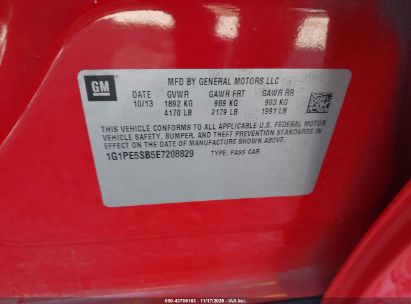 GM
MFD BY GENERAL MOTORS LLC
DATE GVWR GAWR FRT GAWR RR
10/13 1892 KG 989 KG 903 KG
4170 LB 2179 LB 1991 LB
THIS VEHICLE CONFORMS TO ALL APPLICABLE U.S. FEDERAL MOTOR
VEHICLE SAFETY, BUMPER, AND THEFT PREVENTION STANDARDS IN
EFFECT ON THE DATE OF MANUFACTURE SHOWN ABOVE.
1G1PE5SB5E7208829 TYPE: PASS CAR